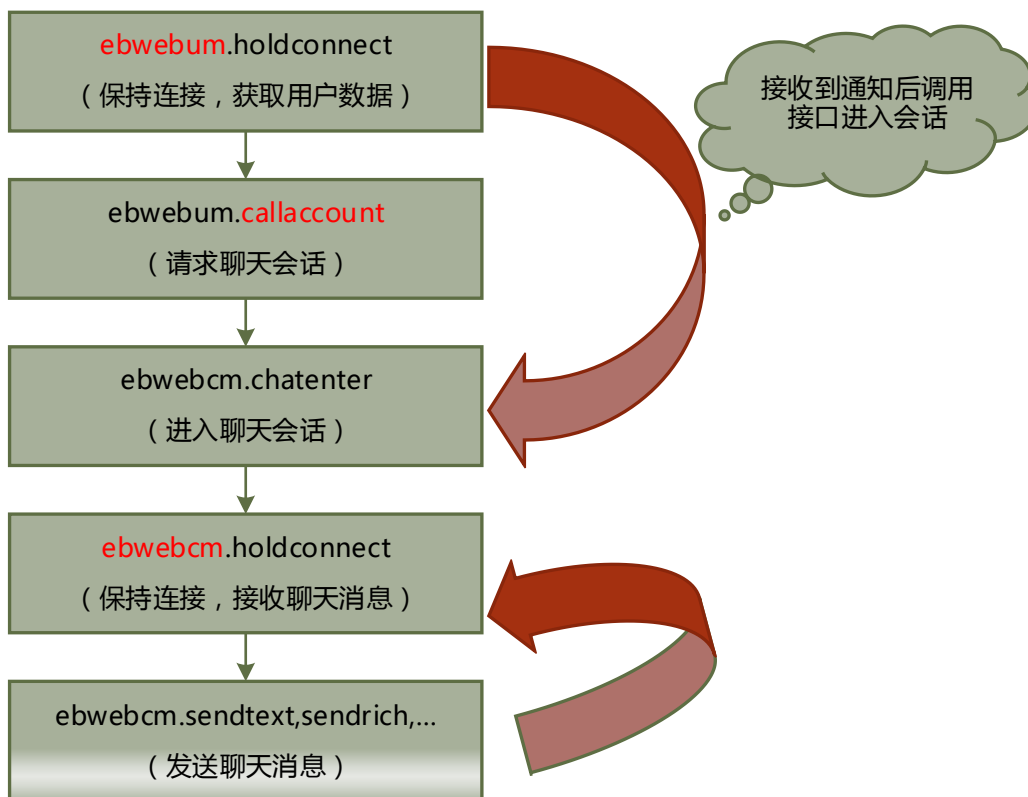 ebwebum.holdconnect
（保持连接，获取用户数据）
接收到通知后调用
接口进入会话
ebwebum.callaccount
（请求聊天会话）
ebwebcm.chatenter
（进入聊天会话）
ebwebcm.holdconnect
（保持连接，接收聊天消息）
ebwebcm.sendtext,sendrich,...
（发送聊天消息）